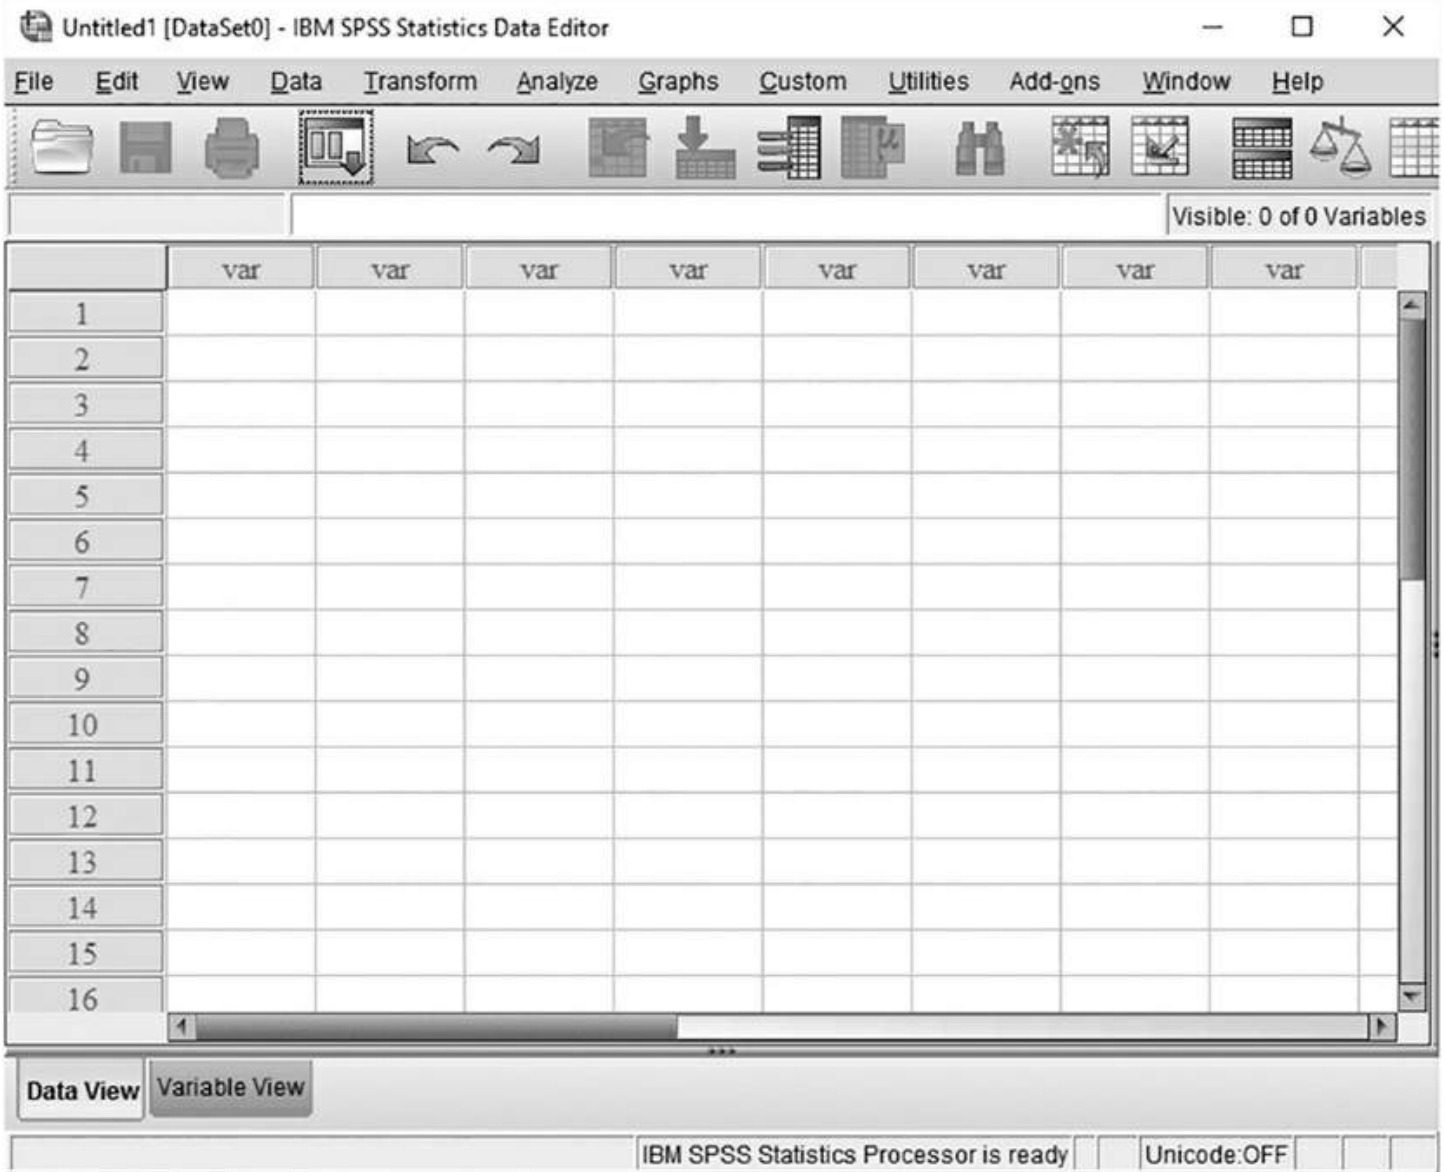 Untitled1 [DataSet0] - IBM SPSS Statistics Data Editor
File Edit View Data Transform Analyze Graphs Custom Utilities Add-ons Window Help
μ
Visible: 0 of 0 Variables
var var var var var var var var
1
2
3
4
5
6
7
8
9
10
11
12
13
14
15
16
Data View Variable View
IBM SPSS Statistics Processor is ready Unicode:OFF